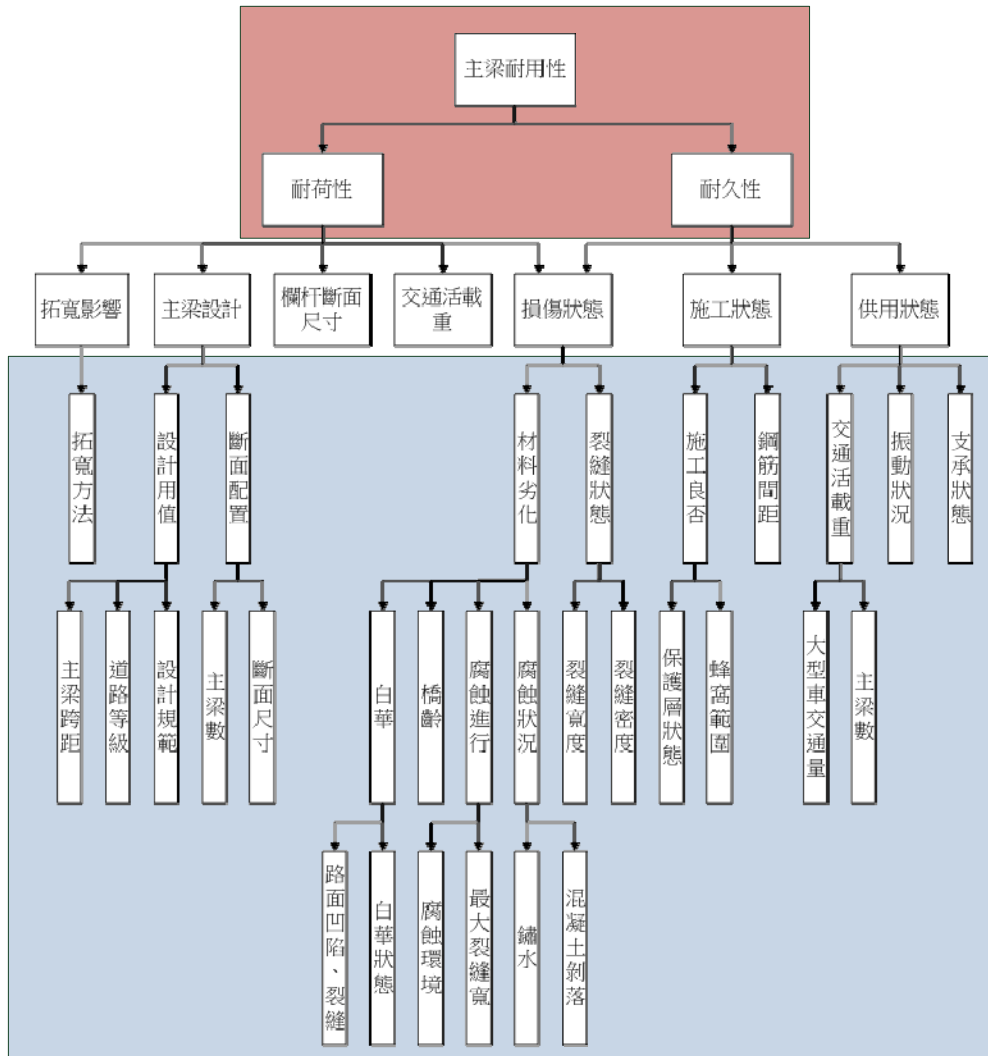 主梁耐用性
耐荷性
耐久性
拓寬影響
主梁設計
欄杆斷面
尺寸
交通活載
重
損傷狀態
施工狀態
供用狀態
拓寬方法
設計用值
斷面配置
材料劣化
裂縫狀態
施工良否
鋼筋間距
交通活載重
振動狀況
支承狀態
主梁跨距
道路等級
設計規範
主梁數
斷面尺寸
白華
橋齡
腐蝕進行
腐蝕狀況
裂縫寬度
裂縫密度
保護層狀態
蜂窩範圍
大型車交通量
主梁數
路面凹陷、裂縫
白華狀態
腐蝕環境
最大裂縫寬
鏽水
混凝土剝落